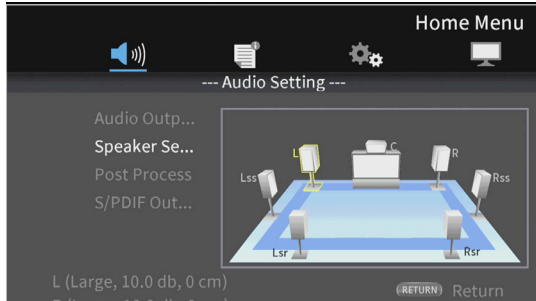 Home Menu
--- Audio Setting ---
Audio Outp...
Speaker Se...
Post Process
S/PDIF Out...
L
C
R
Lss
Rss
Lsr
Rsr
L (Large, 10.0 db, 0 cm)
RETURN Return